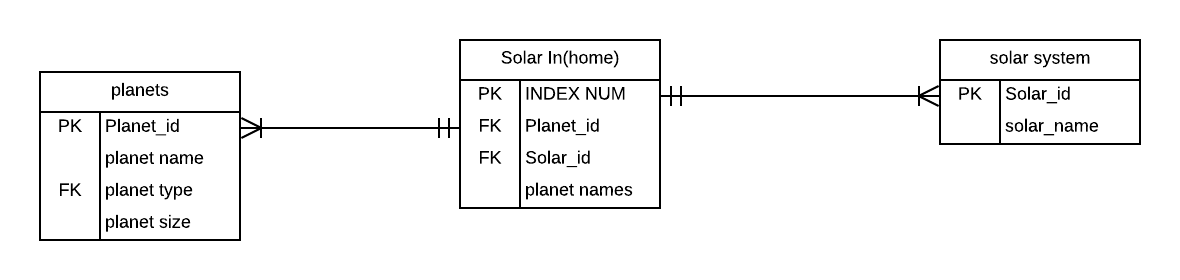 planets
PK Planet_id
planet name
FK planet type
planet size
Solar In(home)
PK INDEX NUM
FK Planet_id
FK Solar_id
planet names
solar system
PK Solar_id
solar_name